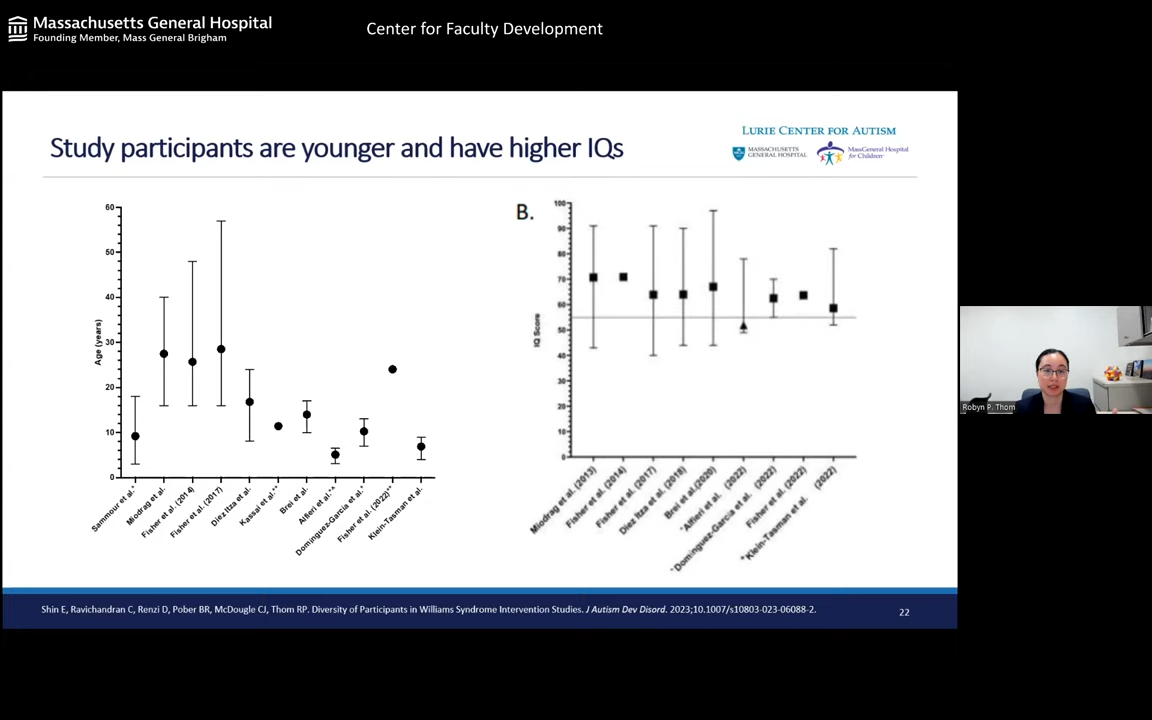 Massachusetts General Hospital
Founding Member, Mass General Brigham
Center for Faculty Development
Study participants are younger and have higher IQs
LURIE CENTER FOR AUTISM
MASSACHUSETTS
GENERAL HOSPITAL
MassGeneral Hospital
for Children
60
50
40
30
20
10
0
Age (years)
Sammour et al.*
Miodrag et al.
Fisher et al. (2014)
Fisher et al. (2017)
Diez Itza et al.
Kassai et al.**
Brei et al.
Alfieri et al.*^
Dominguez-Garcia et al.*
Fisher et al. (2022)**
Klein-Tasman et al.
B.
100
90
80
70
60
50
40
30
20
10
0
IQ Score
Miodrag et al. (2013)
Fisher et al. (2014)
Fisher et al. (2017)
Diez Itza et al. (2018)
Brei et al.(2020)
*Alfieri et al. (2022)
*Dominguez-Garcia et al. (2022)
Fisher et al. (2022)
*Klein-Tasman et al. (2022)
Robyn P. Thom
Shin E, Ravichandran C, Renzi D, Pober BR, McDougle CJ, Thom RP. Diversity of Participants in Williams Syndrome Intervention Studies. J Autism Dev Disord. 2023;10.1007/s10803-023-06088-2.
22